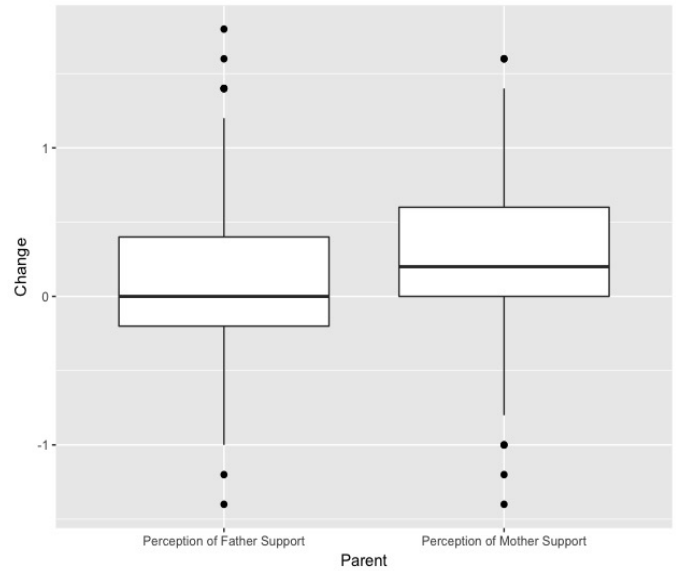 Change
1
0
-1
Perception of Father Support
Perception of Mother Support
Parent